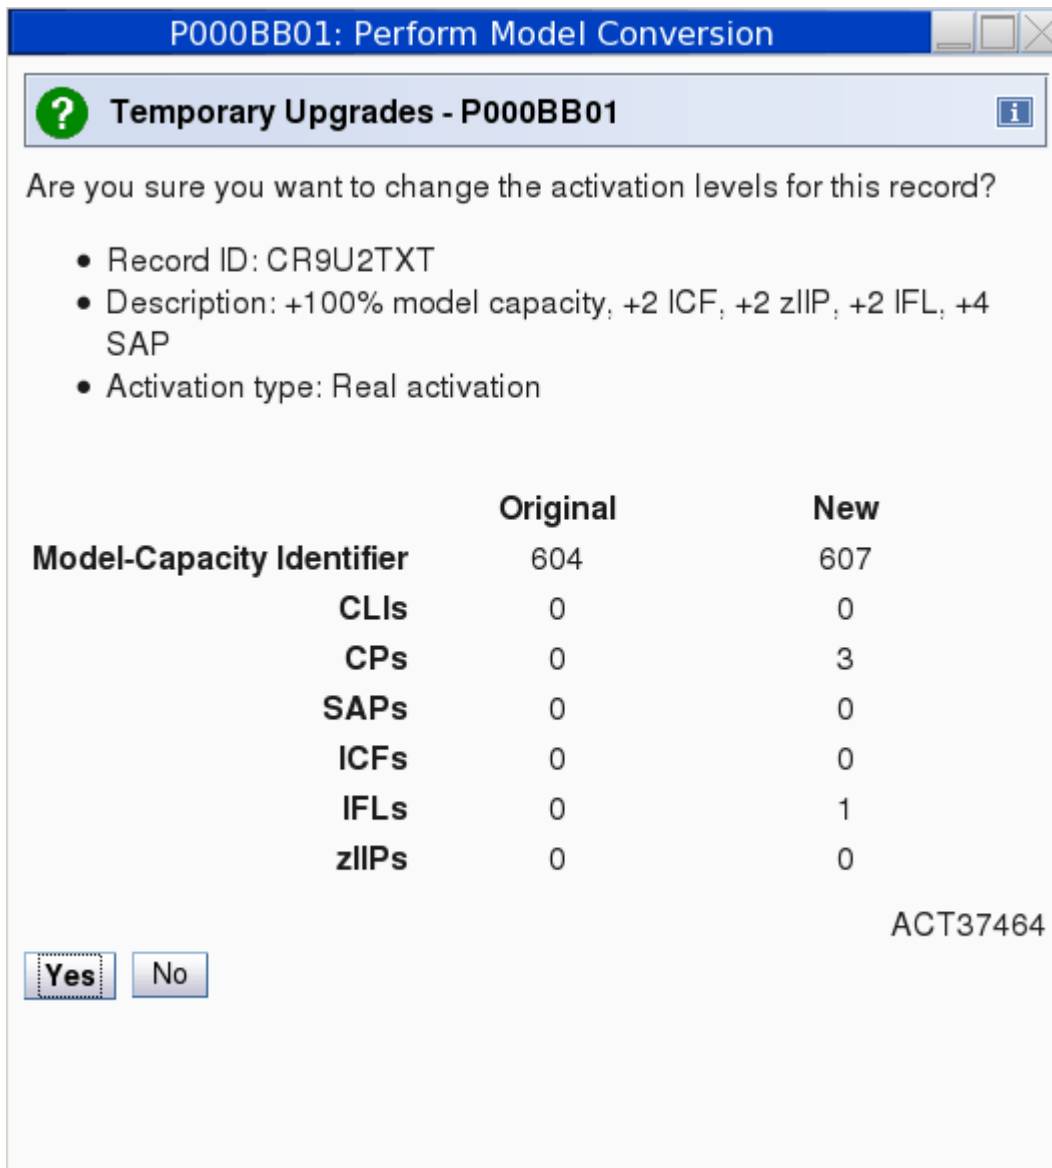 P000BB01: Perform Model Conversion
Temporary Upgrades - P000BB01
Are you sure you want to change the activation levels for this record?
Record ID: CR9U2TXT
Description: +100% model capacity, +2 ICF, +2 zIIP, +2 IFL, +4
SAP
Activation type: Real activation
Original New
Model-Capacity Identifier 604 607
CLIs 0 0
CPs 0 3
SAPs 0 0
ICFs 0 0
IFLs 0 1
zIIPs 0 0
ACT37464
Yes No